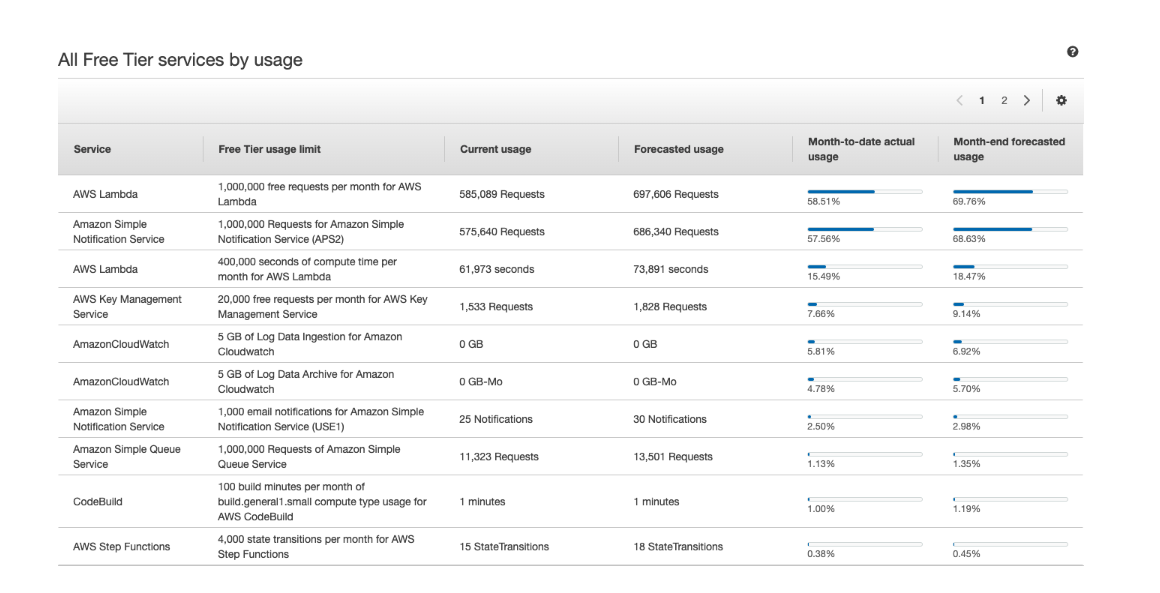 All Free Tier services by usage
1 2
Service Free Tier usage limit Current usage Forecasted usage Month-to-date actual usage Month-end forecasted usage
AWS Lambda 1,000,000 free requests per month for AWS Lambda 585,089 Requests 697,606 Requests 58.51% 69.76%
Amazon Simple Notification Service 1,000,000 Requests for Amazon Simple Notification Service (APS2) 575,640 Requests 686,340 Requests 57.56% 68.63%
AWS Lambda 400,000 seconds of compute time per month for AWS Lambda 61,973 seconds 73,891 seconds 15.49% 18.47%
AWS Key Management Service 20,000 free requests per month for AWS Key Management Service 1,533 Requests 1,828 Requests 7.66% 9.14%
AmazonCloudWatch 5 GB of Log Data Ingestion for Amazon Cloudwatch 0 GB 0 GB 5.81% 6.92%
AmazonCloudWatch 5 GB of Log Data Archive for Amazon Cloudwatch 0 GB-Mo 0 GB-Mo 4.78% 5.70%
Amazon Simple Notification Service 1,000 email notifications for Amazon Simple Notification Service (USE1) 25 Notifications 30 Notifications 2.50% 2.98%
Amazon Simple Queue Service 1,000,000 Requests of Amazon Simple Queue Service 11,323 Requests 13,501 Requests 1.13% 1.35%
CodeBuild 100 build minutes per month of build.general1.small compute type usage for AWS CodeBuild 1 minutes 1 minutes 1.00% 1.19%
AWS Step Functions 4,000 state transitions per month for AWS Step Functions 15 StateTransitions 18 StateTransitions 0.38% 0.45%